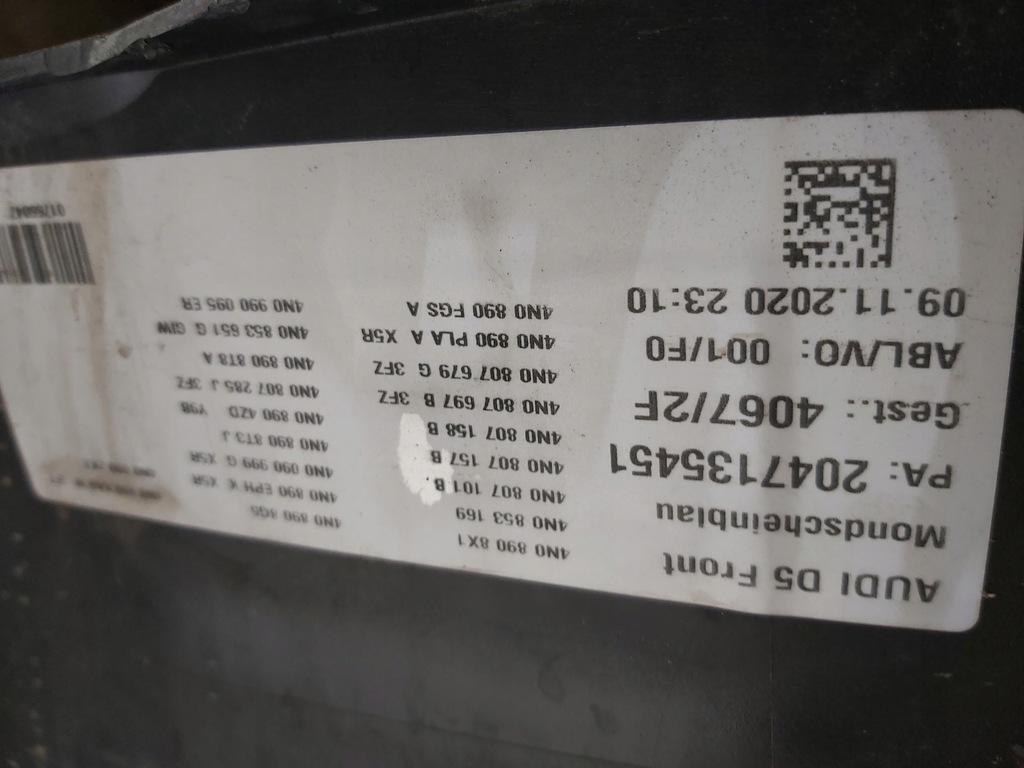 AUDI D5 Front
Mondscheinblau
PA: 2047135451
Gest.: 4067/2F
ABL/VO: 001/F0
09.11.2020 23:10
4N0 890 8X1
4N0 853 169
4N0 807 101 B.
4N0 807 157 B
4N0 807 158 B
4N0 807 697 B 3FZ
4N0 807 679 G 3FZ
4N0 890 PLA A X5R
4N0 890 FGS A
4N0 890 8G5
4N0 890 EPH K X5R
4N0 090 999 G X5R
4N0 890 8T3 J
4N0 890 4ZD Y9B
4N0 807 285 J 3FZ
4N0 890 8T8 A
4N0 853 651 G GIW
4N0 990 095 ER